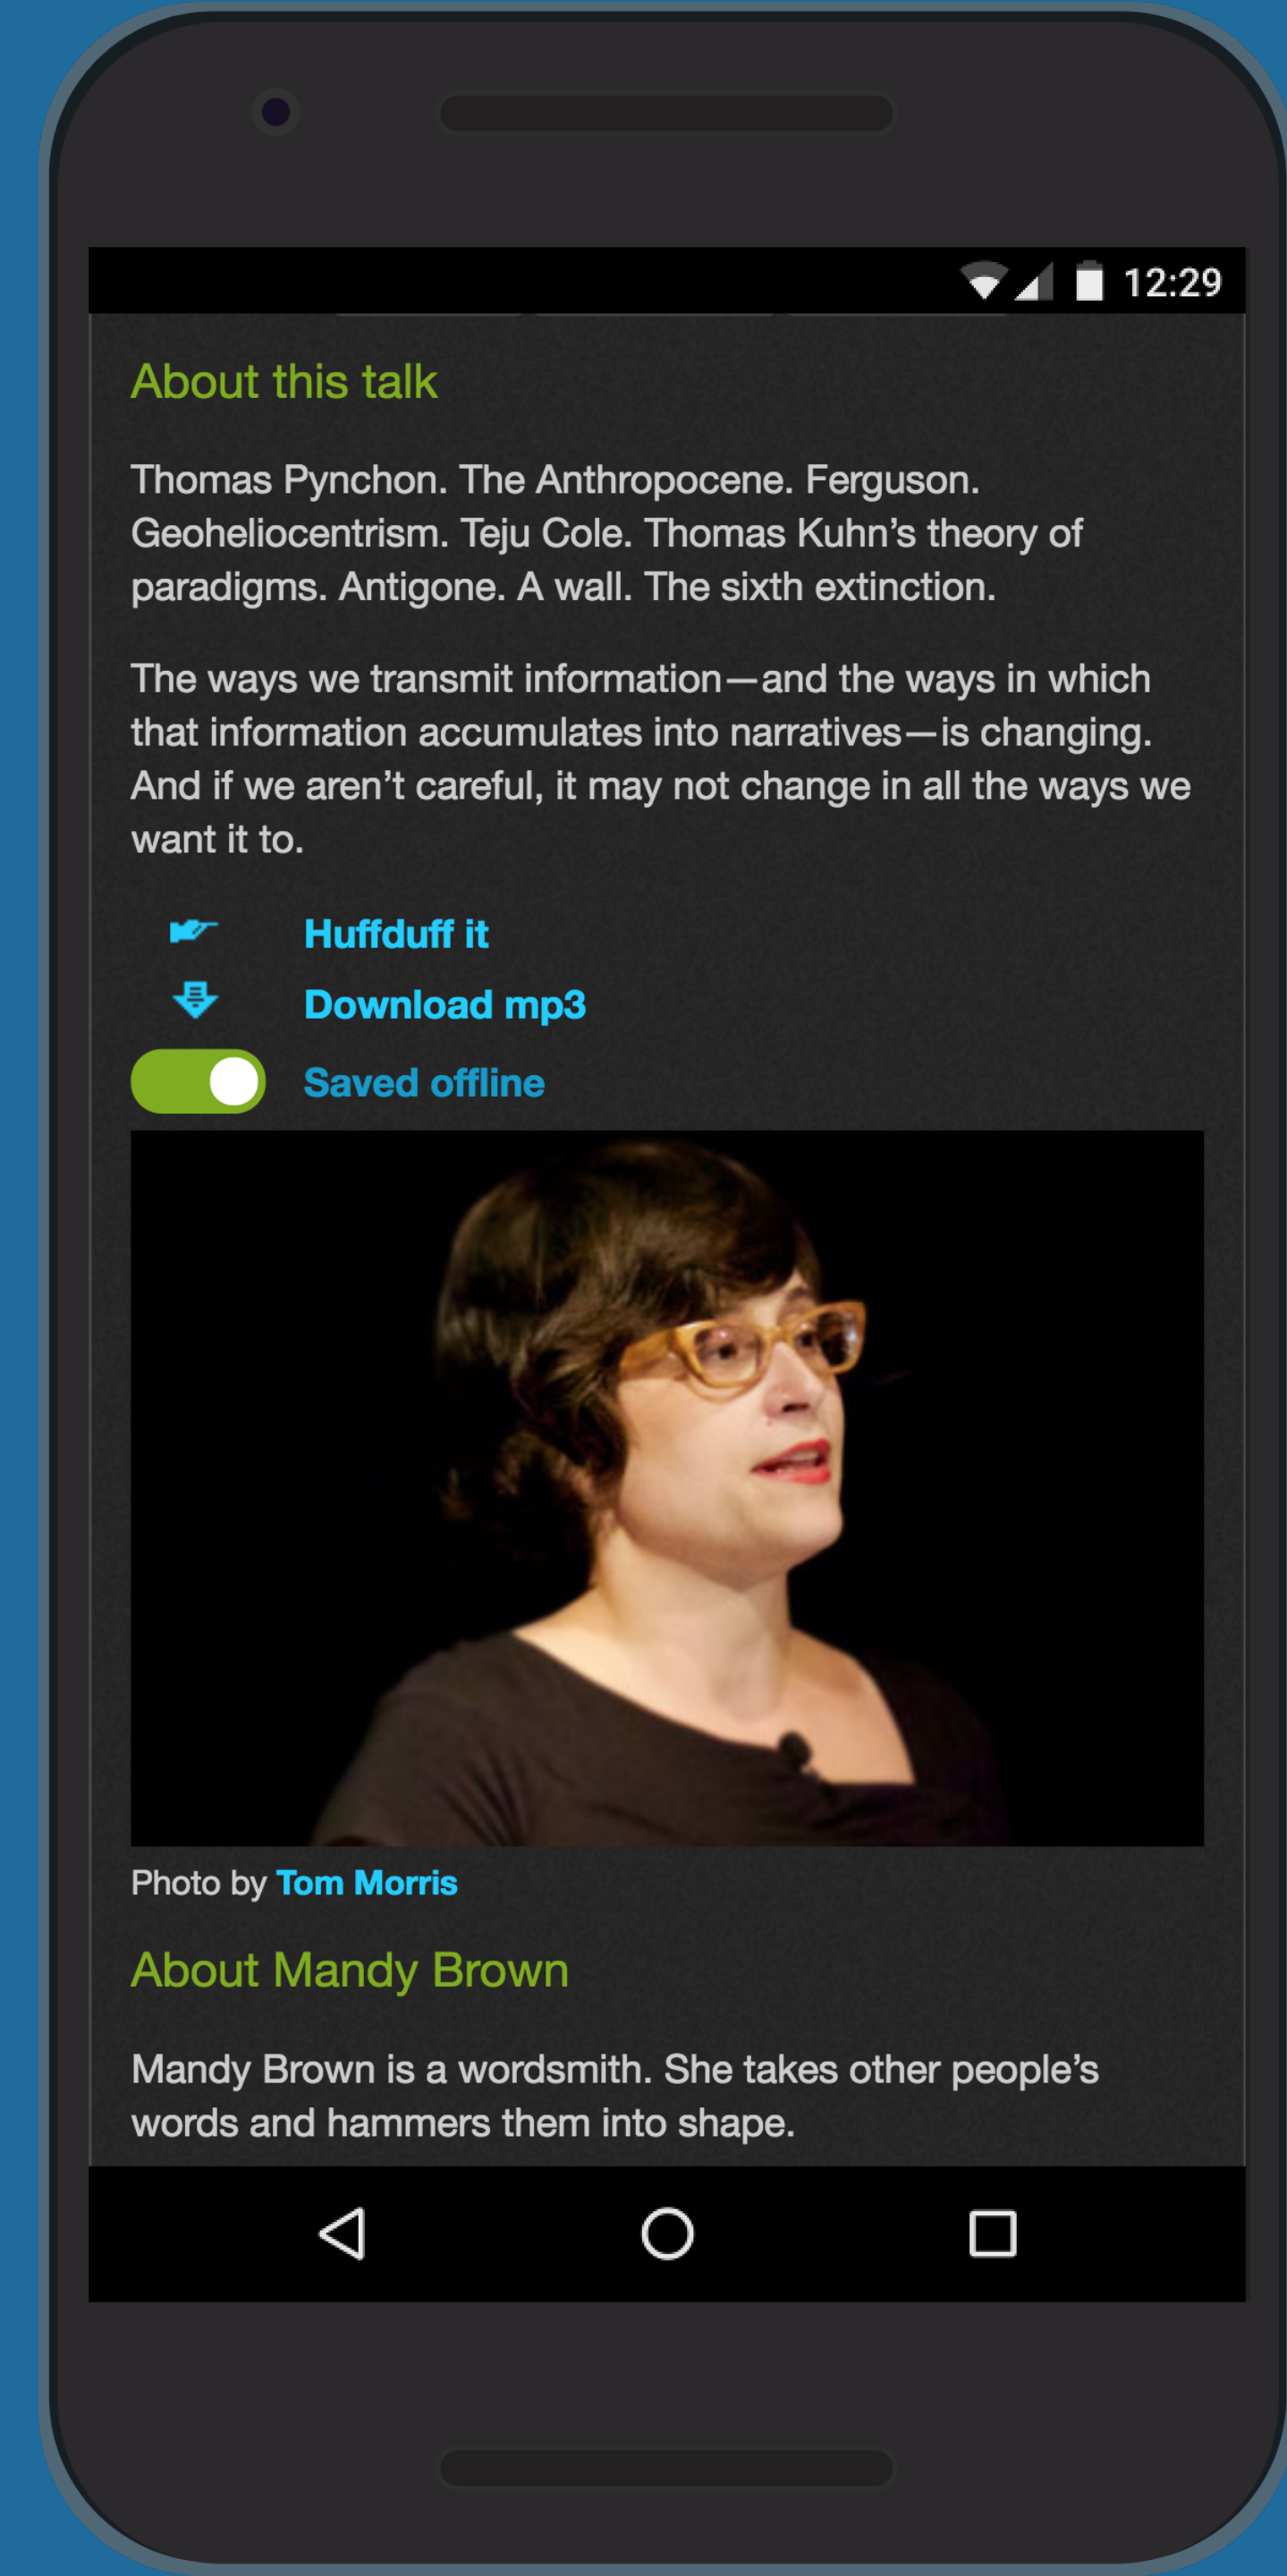 12:29
About this talk
Thomas Pynchon. The Anthropocene. Ferguson.
Geoheliocentrism. Teju Cole. Thomas Kuhn’s theory of
paradigms. Antigone. A wall. The sixth extinction.
The ways we transmit information—and the ways in which
that information accumulates into narratives—is changing.
And if we aren’t careful, it may not change in all the ways we
want it to.
Huffduff it
Download mp3
Saved offline
Photo by Tom Morris
About Mandy Brown
Mandy Brown is a wordsmith. She takes other people’s
words and hammers them into shape.